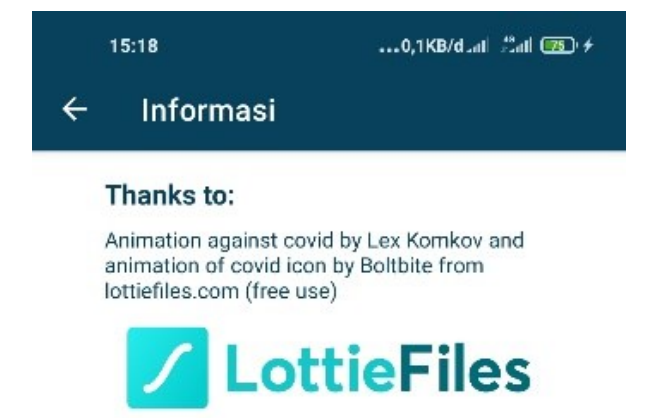 15:18 ...0,1KB/d 4G 75
Informasi
Thanks to:
Animation against covid by Lex Komkov and
animation of covid icon by Boltbite from
lottiefiles.com (free use)
LottieFiles